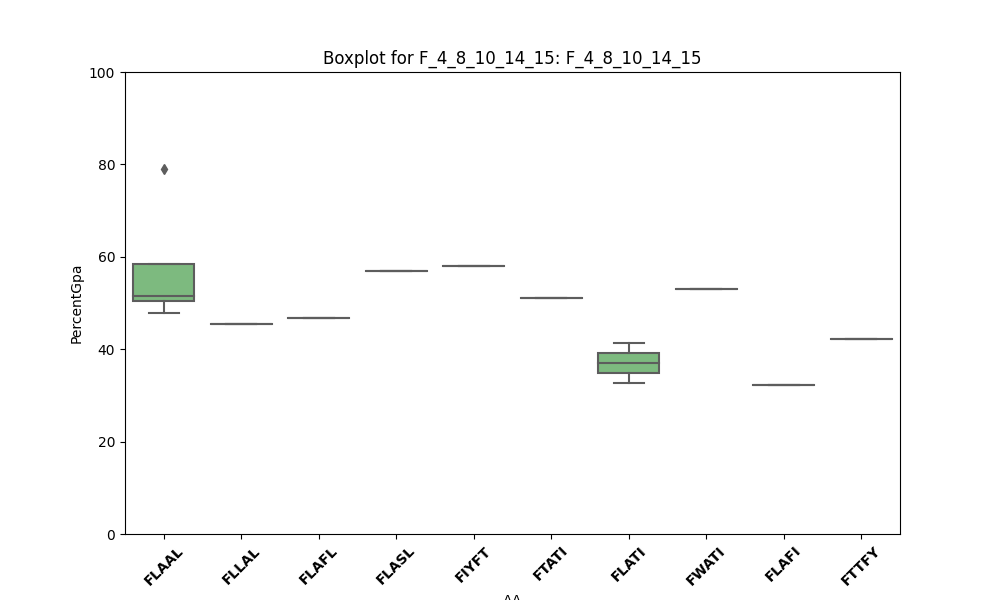 Boxplot for F_4_8_10_14_15: F_4_8_10_14_15
100
80
60
40
20
0
PercentGpa
FLAAL
FLLAL
FLAFL
FLASL
FIYFT
FTATI
FLATI
FWATI
FLAFI
FTTFY
AA